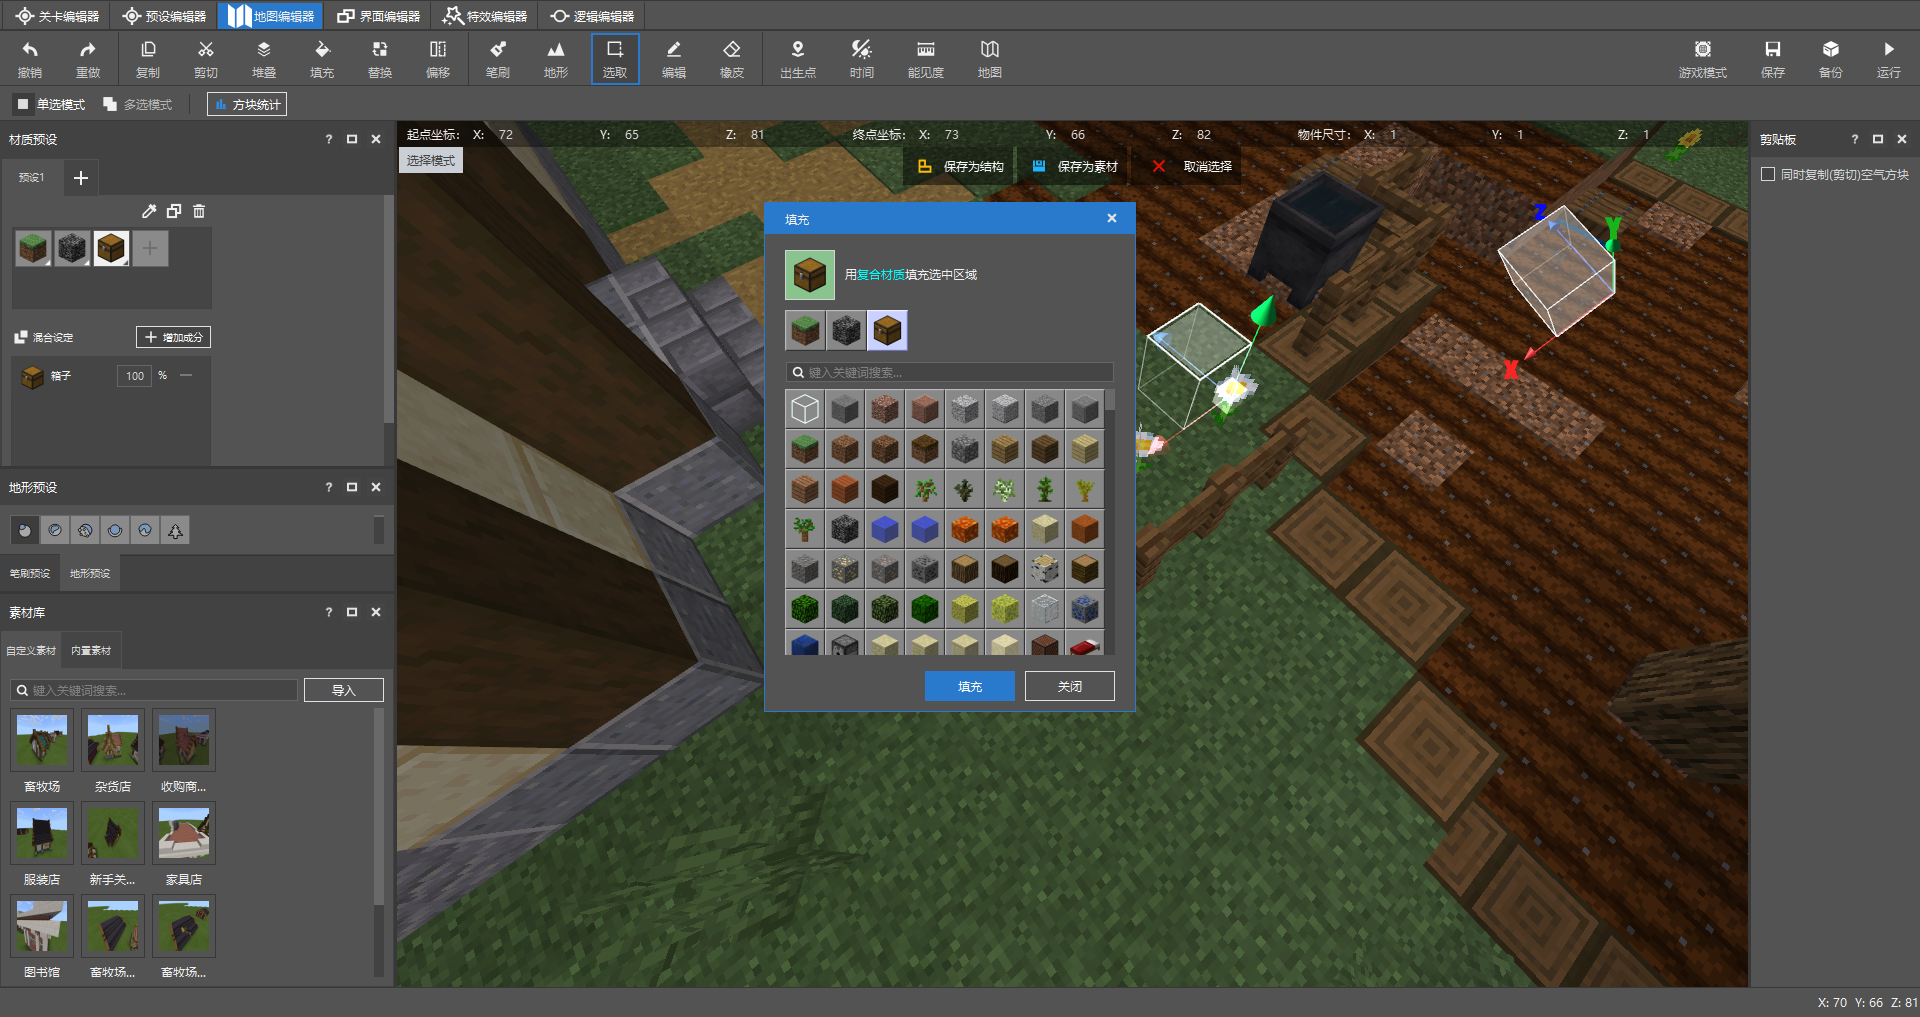 关卡编辑器 预设编辑器 地图编辑器 界面编辑器 特效编辑器 逻辑编辑器
撤销 重做 复制 剪切 堆叠 填充 替换 偏移 笔刷 地形 选取 编辑 橡皮 出生点 时间 能见度 地图 游戏模式 保存 备份 运行
单选模式 多选模式 方块统计
材质预设 ?
起点坐标: X: 72 Y: 65 Z: 81 终点坐标: X: 73 Y: 66 Z: 82 物件尺寸: X: 1 Y: 1 Z: 1
剪贴板 ?
选择模式
保存为结构 保存为素材 取消选择
同时复制(剪切)空气方块
预设1
填充
Z
Y
X
用复合材质填充选中区域
混合设定 增加成分
箱子 100 %
键入关键词搜索...
地形预设 ?
笔刷预设 地形预设
素材库 ?
自定义素材 内置素材
键入关键词搜索... 导入
填充 关闭
畜牧场 杂货店 收购商...
服装店 新手关... 家具店
图书馆 畜牧场... 畜牧场...
X: 70 Y: 66 Z: 81